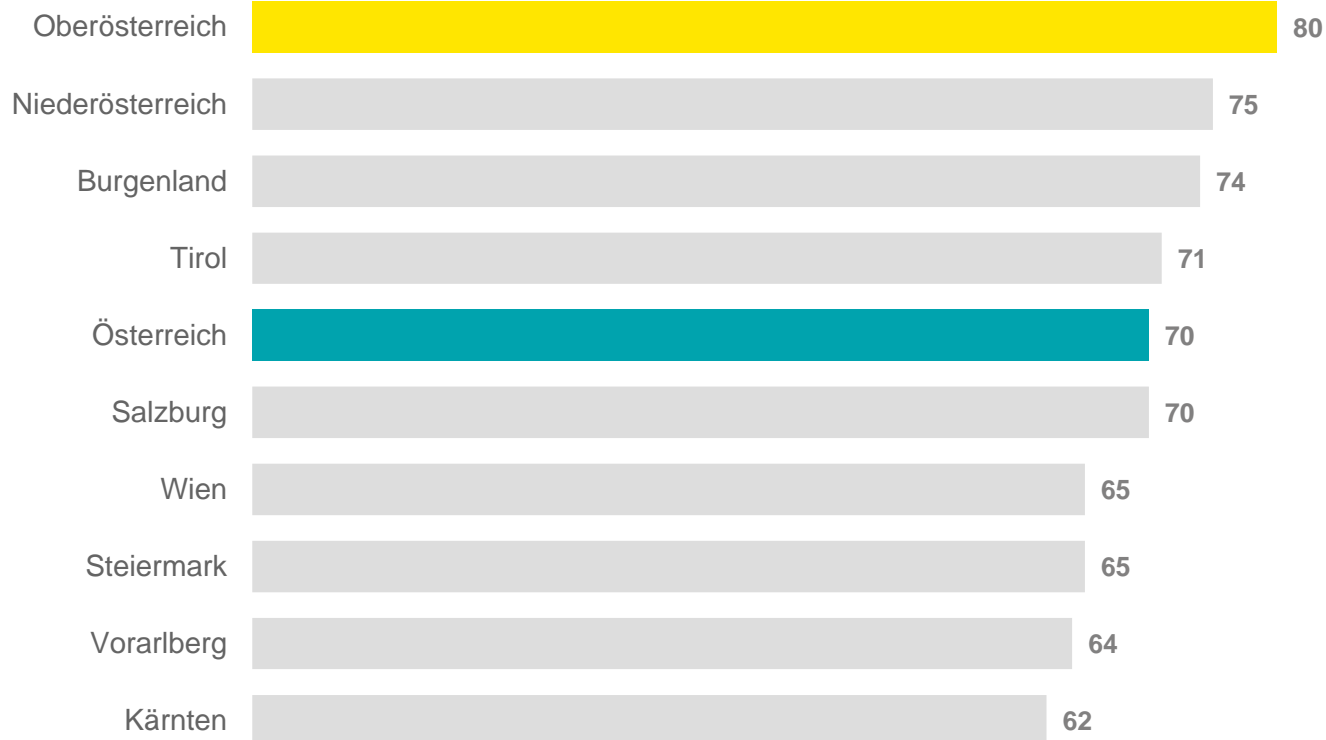 Oberösterreich 80
Niederösterreich 75
Burgenland 74
Tirol 71
Österreich 70
Salzburg 70
Wien 65
Steiermark 65
Vorarlberg 64
Kärnten 62